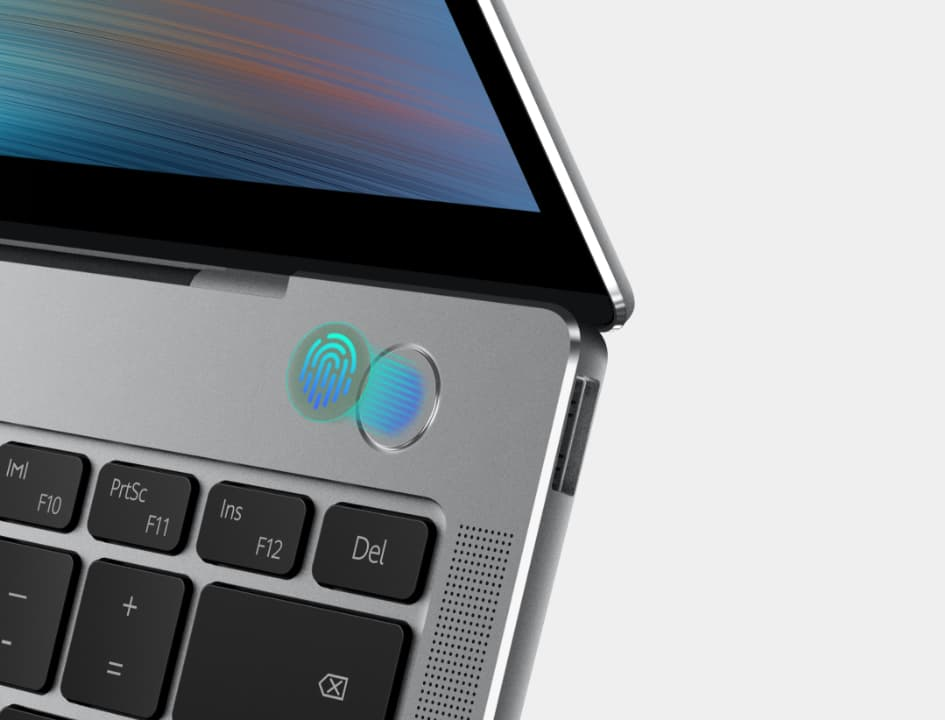 |M|
F10
PrtSc
F11
Ins
F12
Del
–
-
+
=